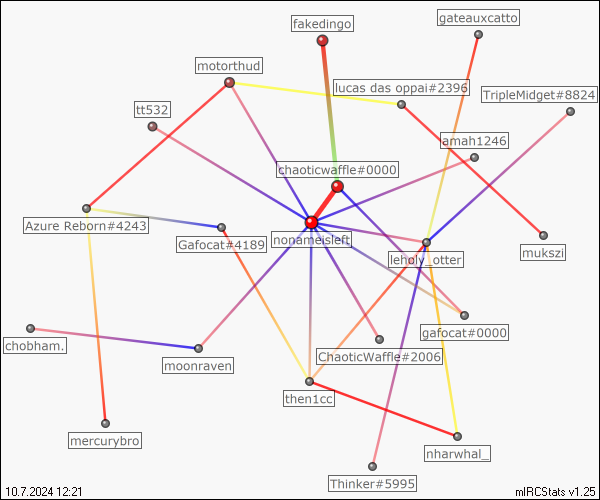 gateauxcatto
fakedingo
motorthud
lucas das oppai#2396
TripleMidget#8824
tt532
amah1246
chaoticwaffle#0000
Azure Reborn#4243
Gafocat#4189
nonameisleft
leholy_otter
mukszi
gafocat#0000
chobham.
moonraven
ChaoticWaffle#2006
then1cc
mercurybro
nharwhal_
Thinker#5995
10.7.2024 12:21
mIRCStats v1.25